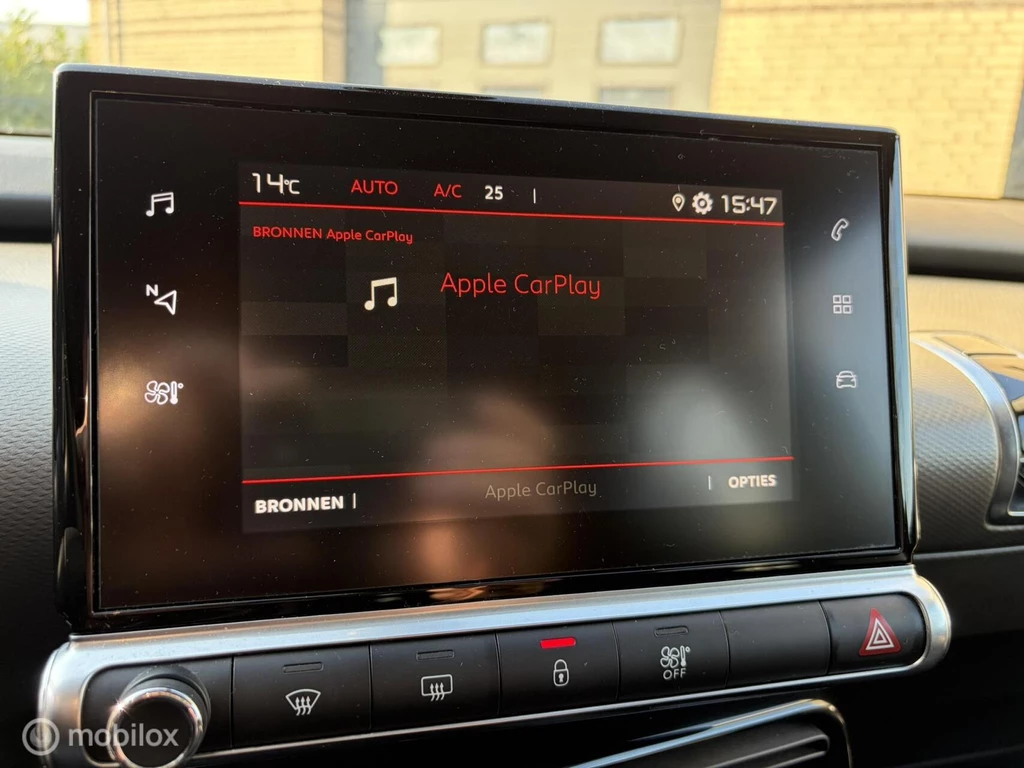 14°C AUTO A/C 25 | 15:47
BRONNEN Apple CarPlay
Apple CarPlay
N
BRONNEN | Apple CarPlay | OPTIES
OFF
mobilox